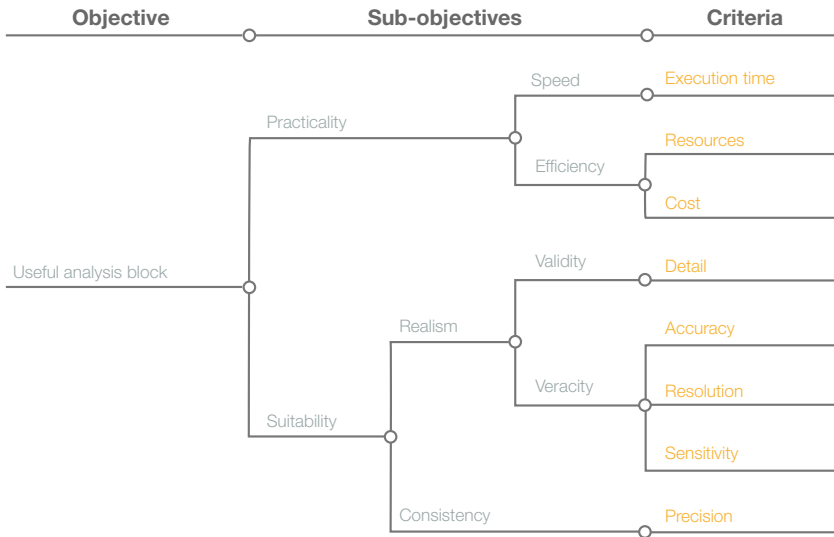 Objective
Sub-objectives
Criteria
Speed
Execution time
Practicality
Resources
Efficiency
Cost
Useful analysis block
Validity
Detail
Realism
Accuracy
Veracity
Resolution
Suitability
Sensitivity
Consistency
Precision